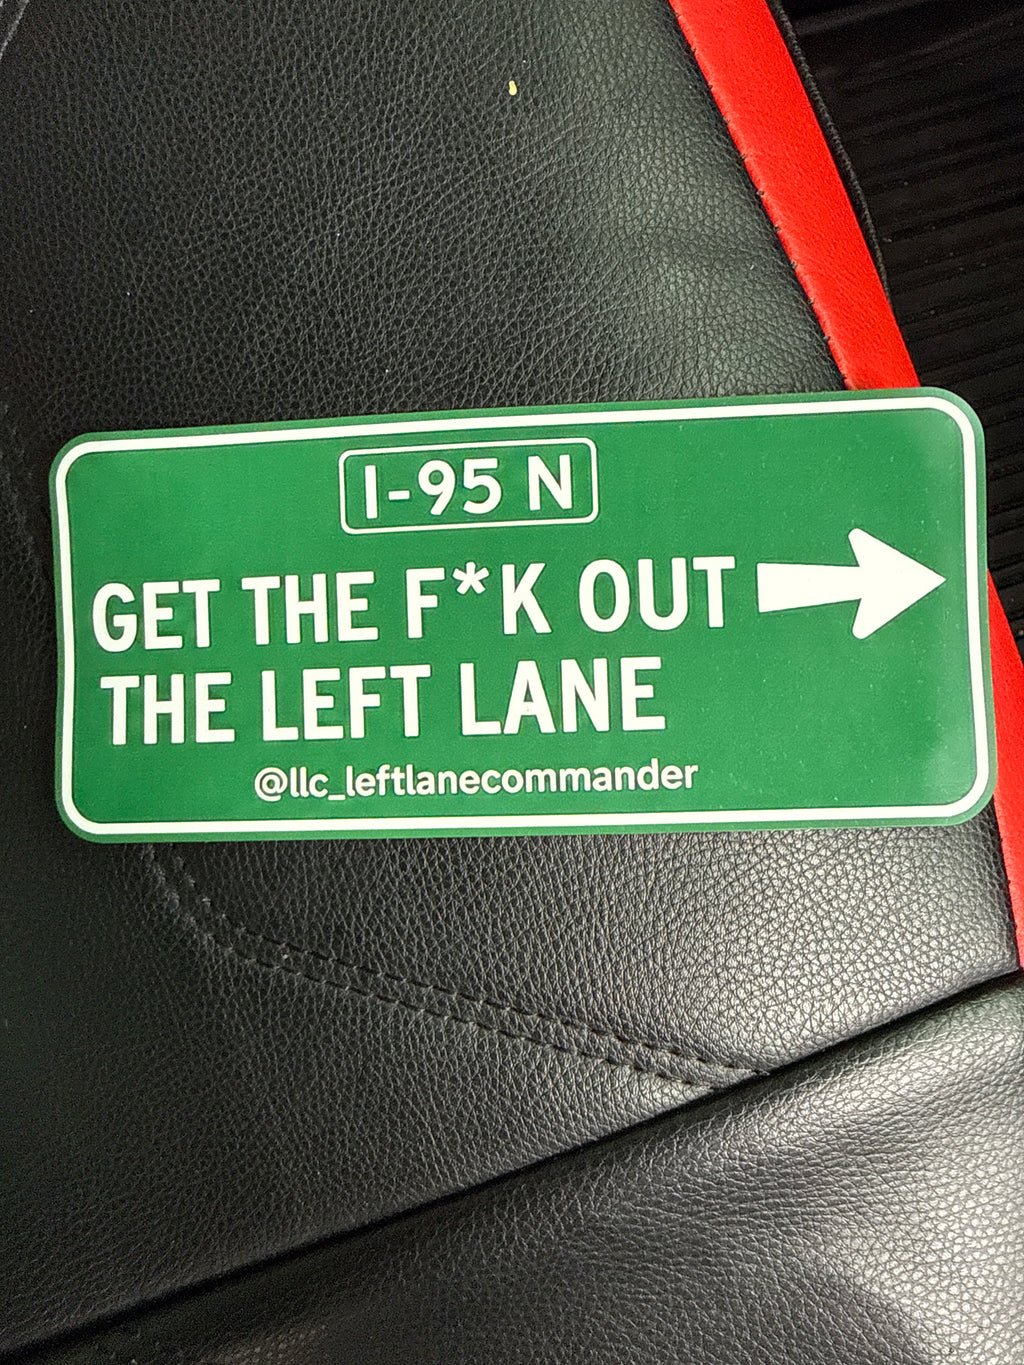 I-95 N
GET THE F*K OUT
THE LEFT LANE
@llc_leftlanecommander